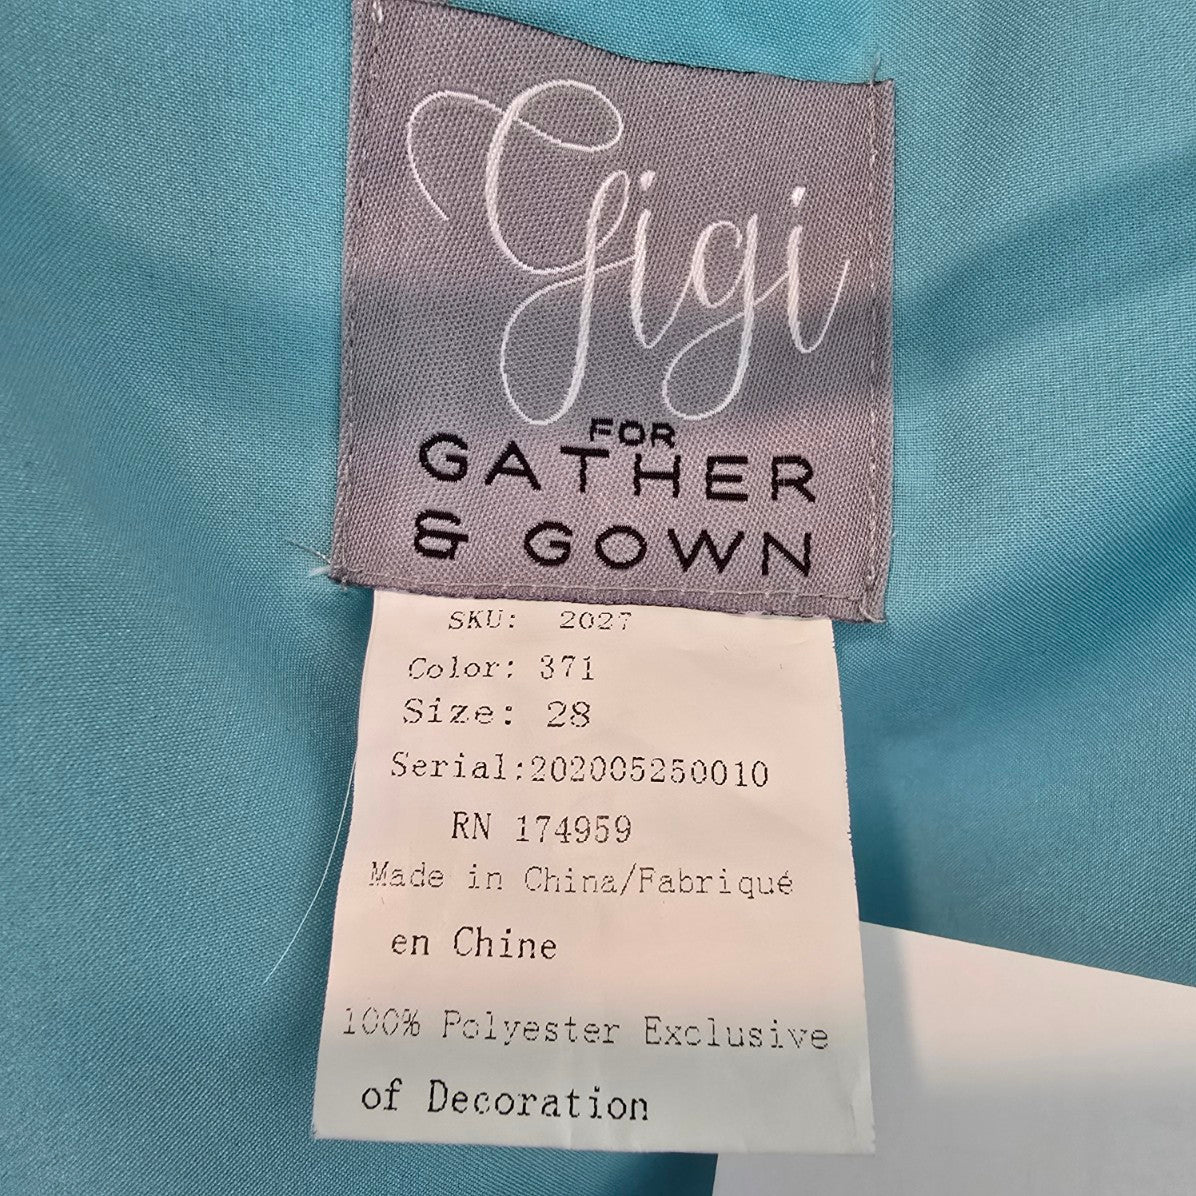 Gigi
FOR
GATHER
& GOWN
SKU: 2027
Color: 371
Size: 28
Serial:202005250010
RN 174959
Made in China/Fabriqué
en Chine
100% Polyester Exclusive
of Decoration